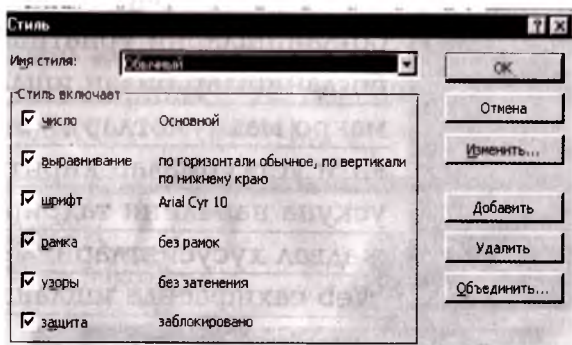 Стиль
Имя стиля:
Обычный
OK
Стиль включает
число Основной
Отмена
выравнивание по горизонтали обычное, по вертикали
по нижнему краю
Изменить...
шрифт Arial Cyr 10
Добавить
рамка без рамок
Удалить
узоры без затенения
Объединить...
защита заблокировано